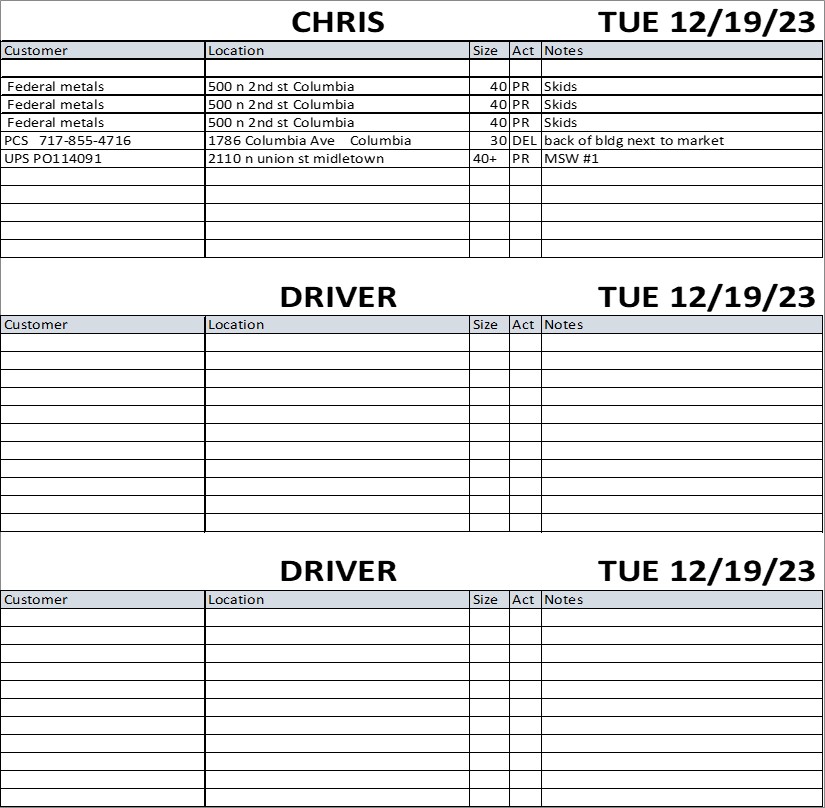 CHRIS TUE 12/19/23
Customer Location Size Act Notes
Federal metals 500 n 2nd st Columbia 40 PR Skids
Federal metals 500 n 2nd st Columbia 40 PR Skids
Federal metals 500 n 2nd st Columbia 40 PR Skids
PCS 717-855-4716 1786 Columbia Ave Columbia 30 DEL back of bldg next to market
UPS PO114091 2110 n union st midletown 40+ PR MSW #1
DRIVER TUE 12/19/23
Customer Location Size Act Notes
DRIVER TUE 12/19/23
Customer Location Size Act Notes